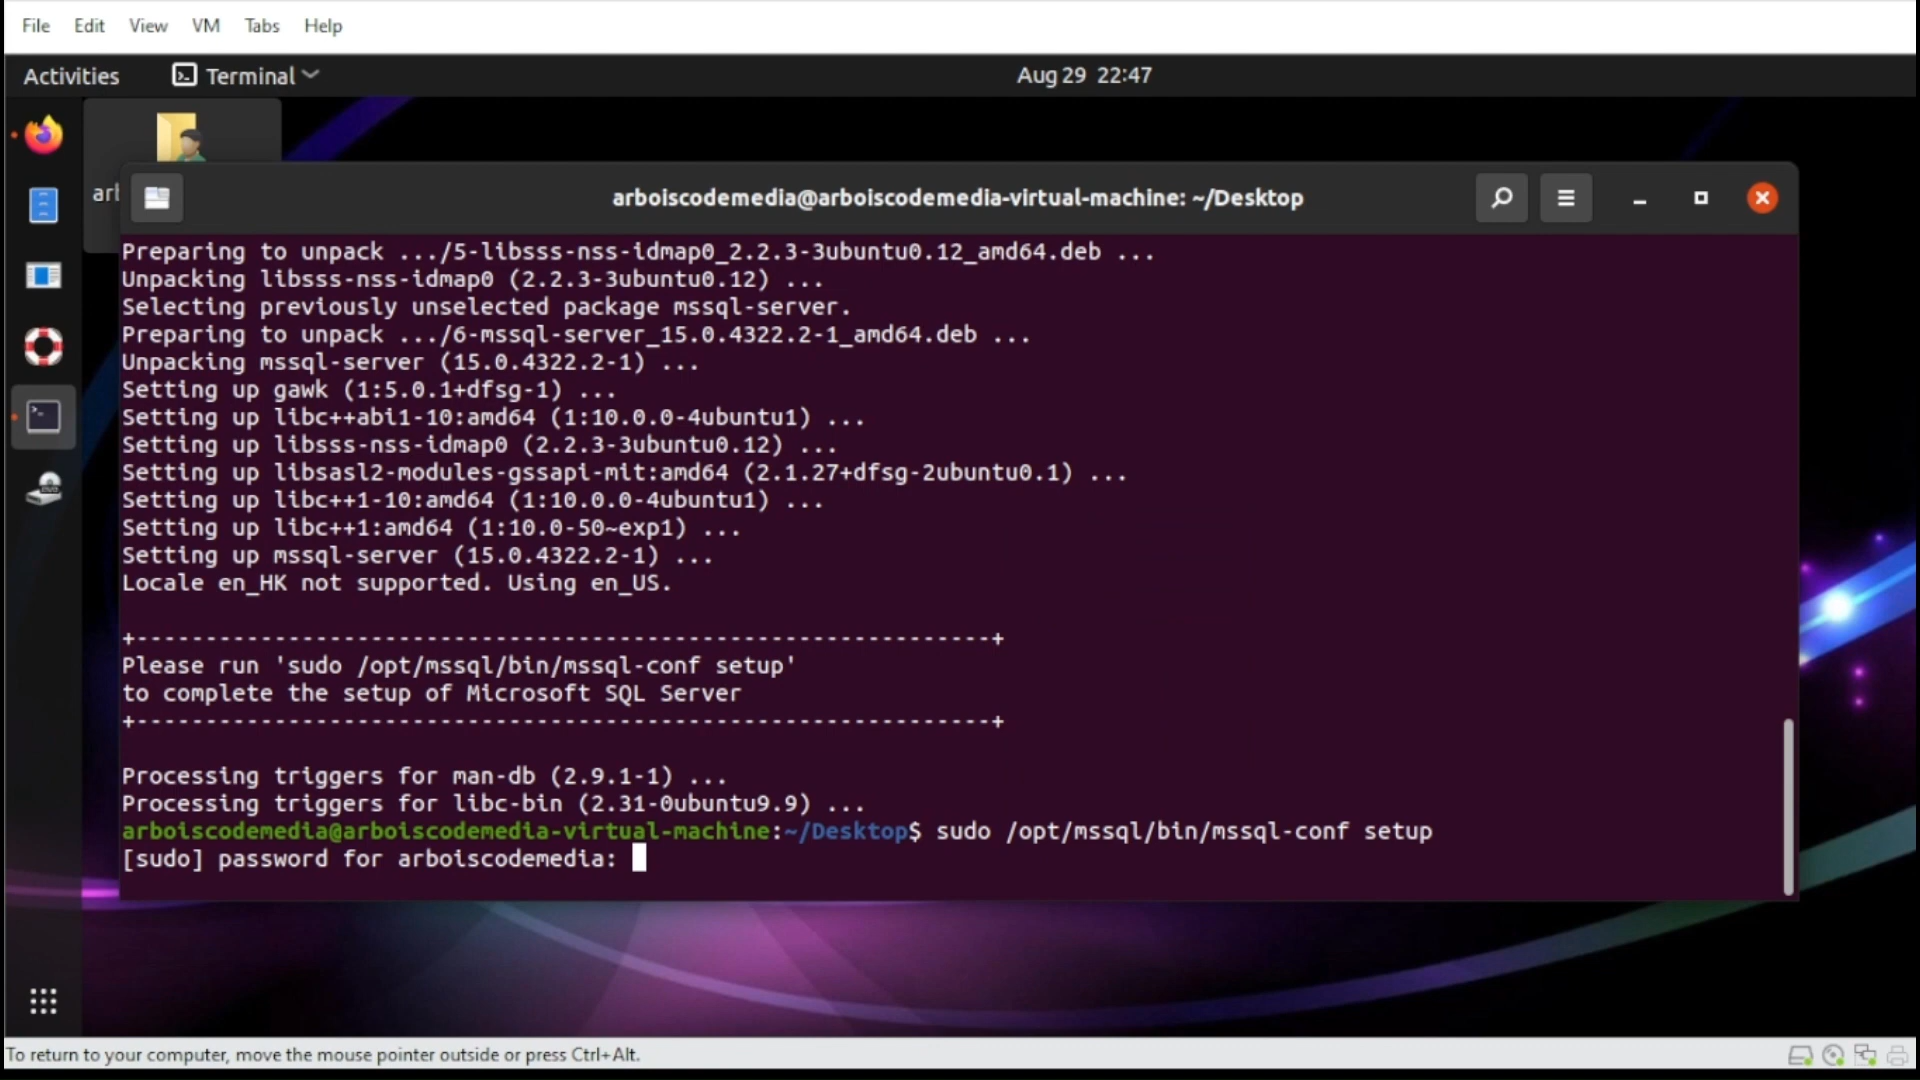 File Edit View VM Tabs Help
Activities Terminal Aug 29 22:47
arboiscodemedia@arboiscodemedia-virtual-machine: ~/Desktop
Preparing to unpack .../5-libsss-nss-idmap0_2.2.3-3ubuntu0.12_amd64.deb ...
Unpacking libsss-nss-idmap0 (2.2.3-3ubuntu0.12) ...
Selecting previously unselected package mssql-server.
Preparing to unpack .../6-mssql-server_15.0.4322.2-1_amd64.deb ...
Unpacking mssql-server (15.0.4322.2-1) ...
Setting up gawk (1:5.0.1+dfsg-1) ...
Setting up libc++abi1-10:amd64 (1:10.0.0-4ubuntu1) ...
Setting up libsss-nss-idmap0 (2.2.3-3ubuntu0.12) ...
Setting up libsasl2-modules-gssapi-mit:amd64 (2.1.27+dfsg-2ubuntu0.1) ...
Setting up libc++1-10:amd64 (1:10.0.0-4ubuntu1) ...
Setting up libc++1:amd64 (1:10.0-50~exp1) ...
Setting up mssql-server (15.0.4322.2-1) ...
Locale en_HK not supported. Using en_US.
+--------------------------------------------------------------+
Please run 'sudo /opt/mssql/bin/mssql-conf setup'
to complete the setup of Microsoft SQL Server
+--------------------------------------------------------------+
Processing triggers for man-db (2.9.1-1) ...
Processing triggers for libc-bin (2.31-0ubuntu9.9) ...
arboiscodemedia@arboiscodemedia-virtual-machine:~/Desktop$ sudo /opt/mssql/bin/mssql-conf setup
[sudo] password for arboiscodemedia:
To return to your computer, move the mouse pointer outside or press Ctrl+Alt.